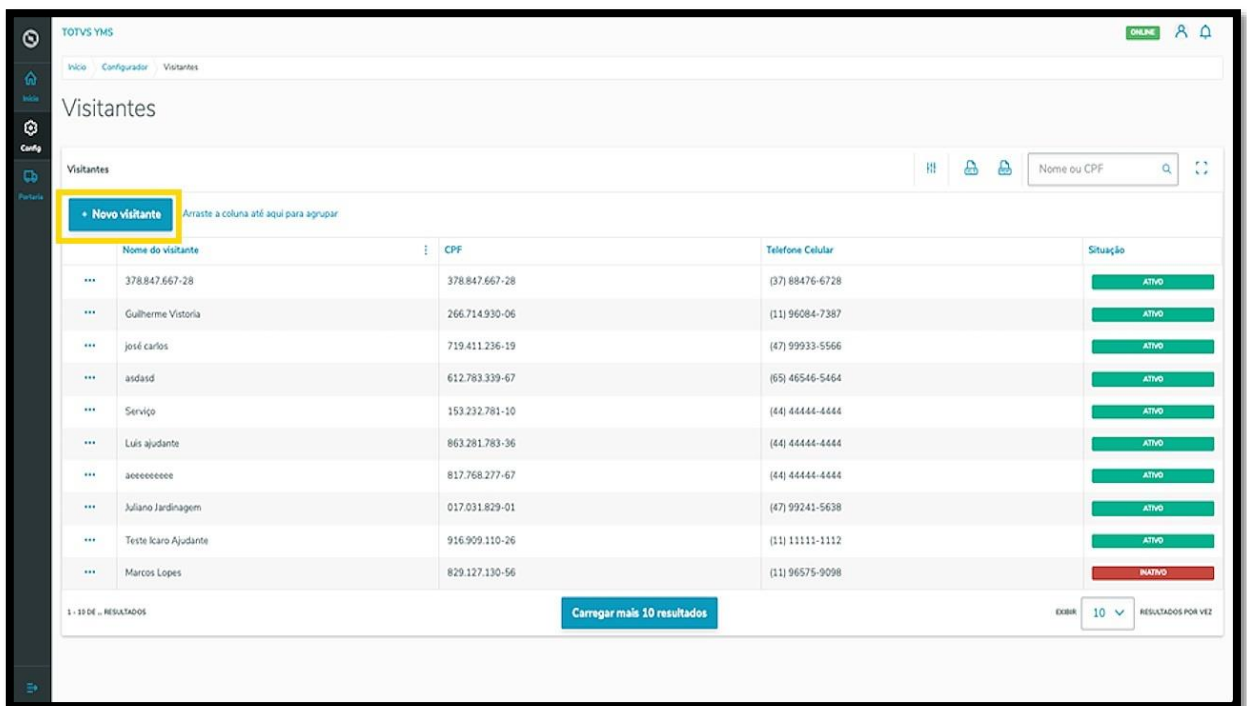 TOTVS YMS
ONLINE
Início Configurador Visitantes
Início
Visitantes
Config
Visitantes
Nome ou CPF
Portaria
+ Novo visitante Arraste a coluna até aqui para agrupar
Nome do visitante CPF Telefone Celular Situação
378.847.667-28 378.847.667-28 (37) 88476-6728 ATIVO
Guilherme Vistoria 266.714.930-06 (11) 96084-7387 ATIVO
josé carlos 719.411.236-19 (47) 99933-5566 ATIVO
asdasd 612.783.339-67 (65) 46546-5464 ATIVO
Serviço 153.232.781-10 (44) 44444-4444 ATIVO
Luis ajudante 863.281.783-36 (44) 44444-4444 ATIVO
aeeeeeeeee 817.768.277-67 (44) 44444-4444 ATIVO
Juliano Jardinagem 017.031.829-01 (47) 99241-5638 ATIVO
Teste Icaro Ajudante 916.909.110-26 (11) 11111-1112 ATIVO
Marcos Lopes 829.127.130-56 (11) 96575-9098 INATIVO
1 - 10 DE ... RESULTADOS Carregar mais 10 resultados EXIBIR 10 RESULTADOS POR VEZ